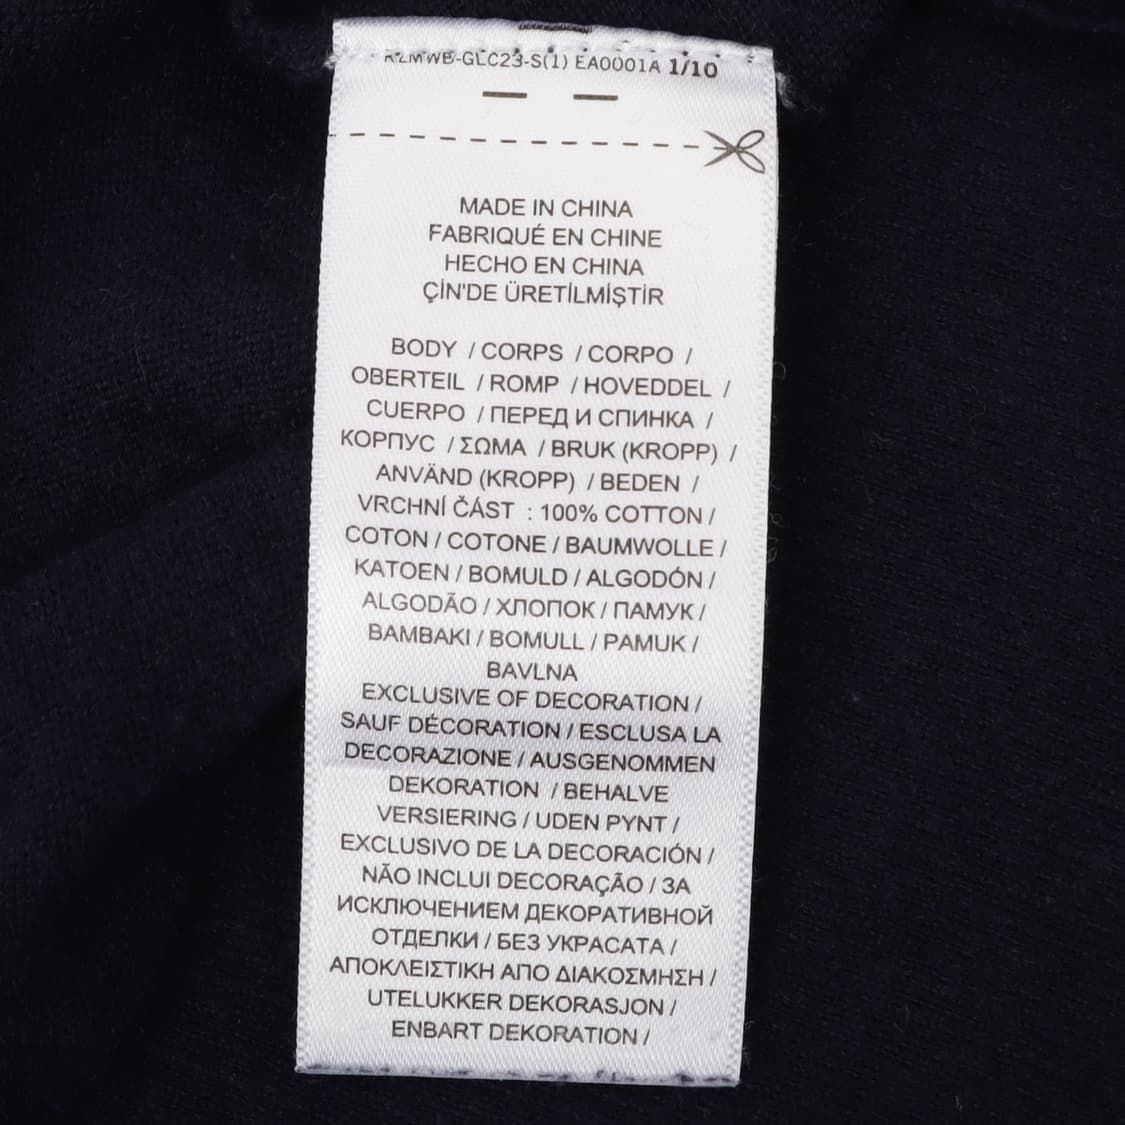 RLMWB-GLC23-S(1) EA0001A 1/10
MADE IN CHINA
FABRIQUÉ EN CHINE
HECHO EN CHINA
ÇİN'DE ÜRETİLMİŞTİR
BODY / CORPS / CORPO /
OBERTEIL / ROMP / HOVEDDEL /
CUERPO / ПЕРЕД И СПИНКА /
КОРПУС / ΣΩΜΑ / BRUK (KROPP) /
ANVÄND (KROPP) / BEDEN /
VRCHNÍ ČÁST : 100% COTTON /
COTON / COTONE / BAUMWOLLE /
KATOEN / BOMULD / ALGODÓN /
ALGODÃO / ХЛОПОК / ПАМУК /
BAMBAKI / BOMULL / PAMUK /
BAVLNA
EXCLUSIVE OF DECORATION /
SAUF DÉCORATION / ESCLUSA LA
DECORAZIONE / AUSGENOMMEN
DEKORATION / BEHALVE
VERSIERING / UDEN PYNT /
EXCLUSIVO DE LA DECORACIÓN /
NÃO INCLUI DECORAÇÃO / ЗА
ИСКЛЮЧЕНИЕМ ДЕКОРАТИВНОЙ
ОТДЕЛКИ / БЕЗ УКРАСАТА /
ΑΠΟΚΛΕΙΣΤΙΚΗ ΑΠΟ ΔΙΑΚΟΣΜΗΣΗ /
UTELUKKER DEKORASJON /
ENBART DEKORATION /